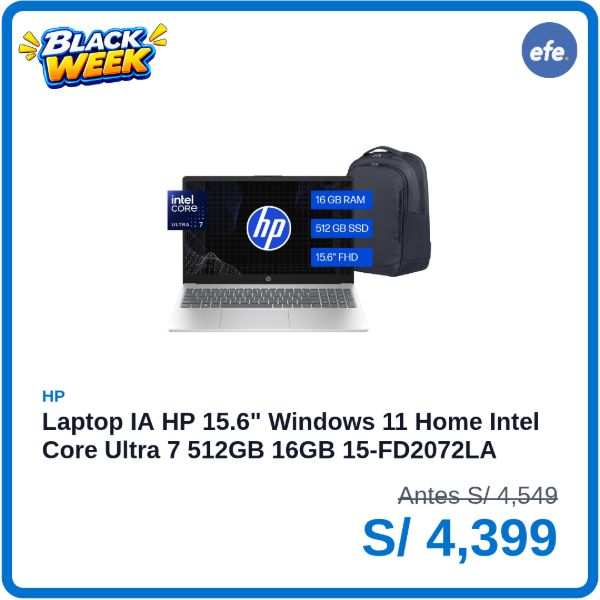 BLACK
WEEK
efe.
intel
CORE
ULTRA 7
hp
16 GB RAM
512 GB SSD
15.6" FHD
HP
Laptop IA HP 15.6" Windows 11 Home Intel
Core Ultra 7 512GB 16GB 15-FD2072LA
Antes S/ 4,549
S/ 4,399